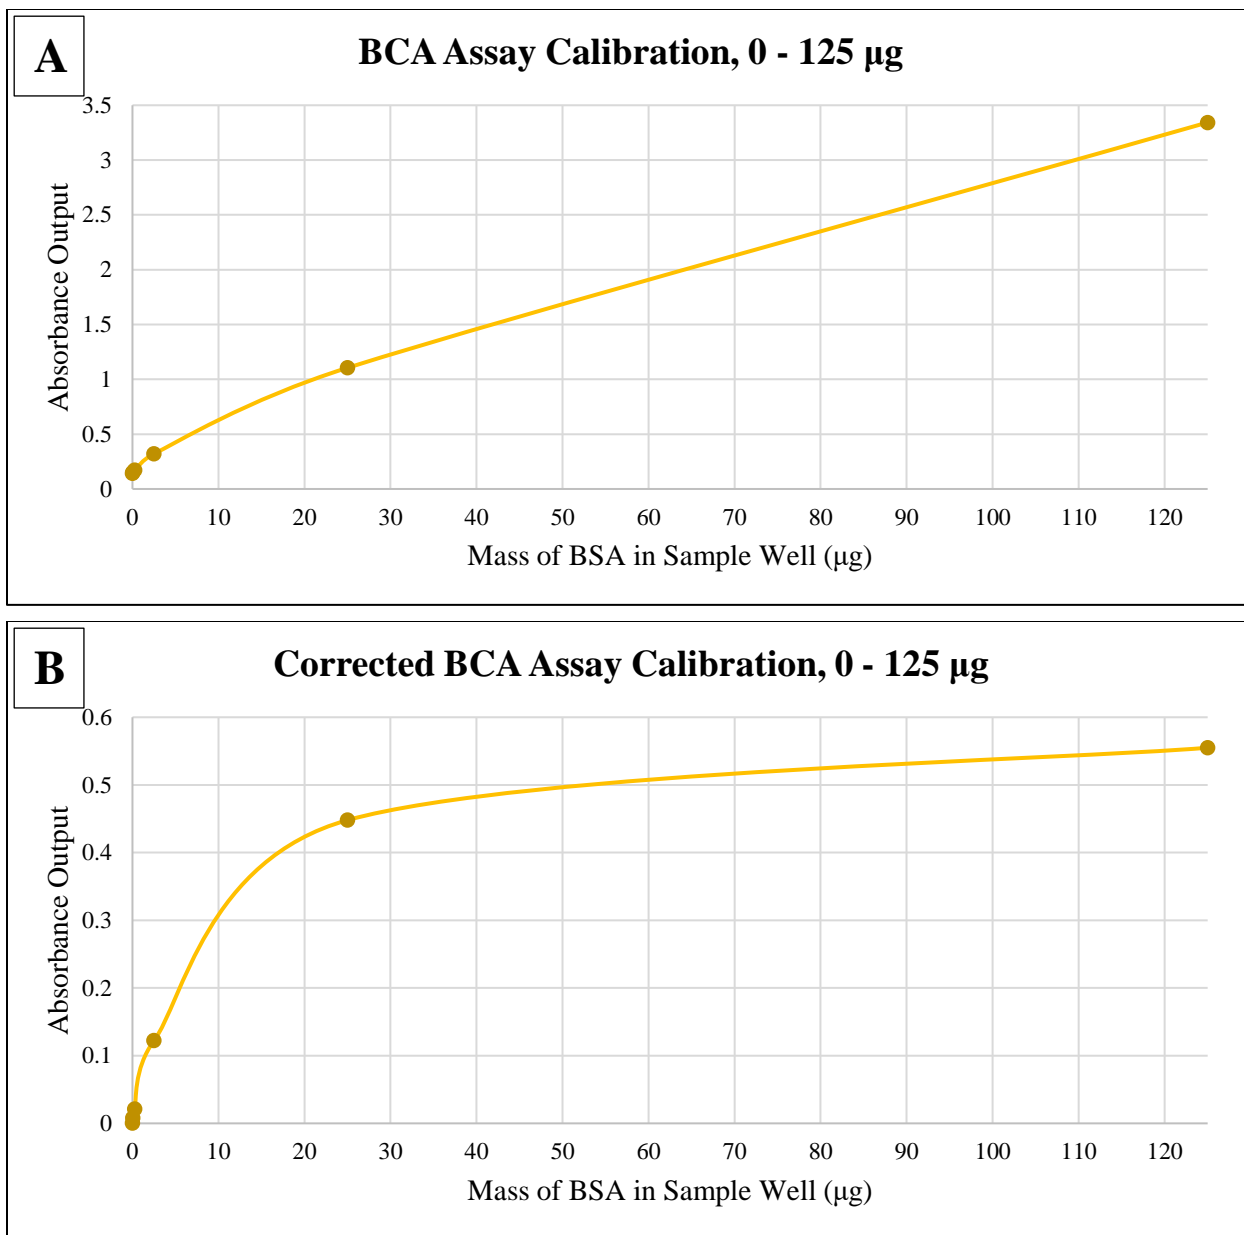 A
BCA Assay Calibration, 0 - 125 μg
3.5
3
2.5
2
1.5
1
0.5
0
Absorbance Output
0 10 20 30 40 50 60 70 80 90 100 110 120
Mass of BSA in Sample Well (μg)
B
Corrected BCA Assay Calibration, 0 - 125 μg
0.6
0.5
0.4
0.3
0.2
0.1
0
Absorbance Output
0 10 20 30 40 50 60 70 80 90 100 110 120
Mass of BSA in Sample Well (μg)